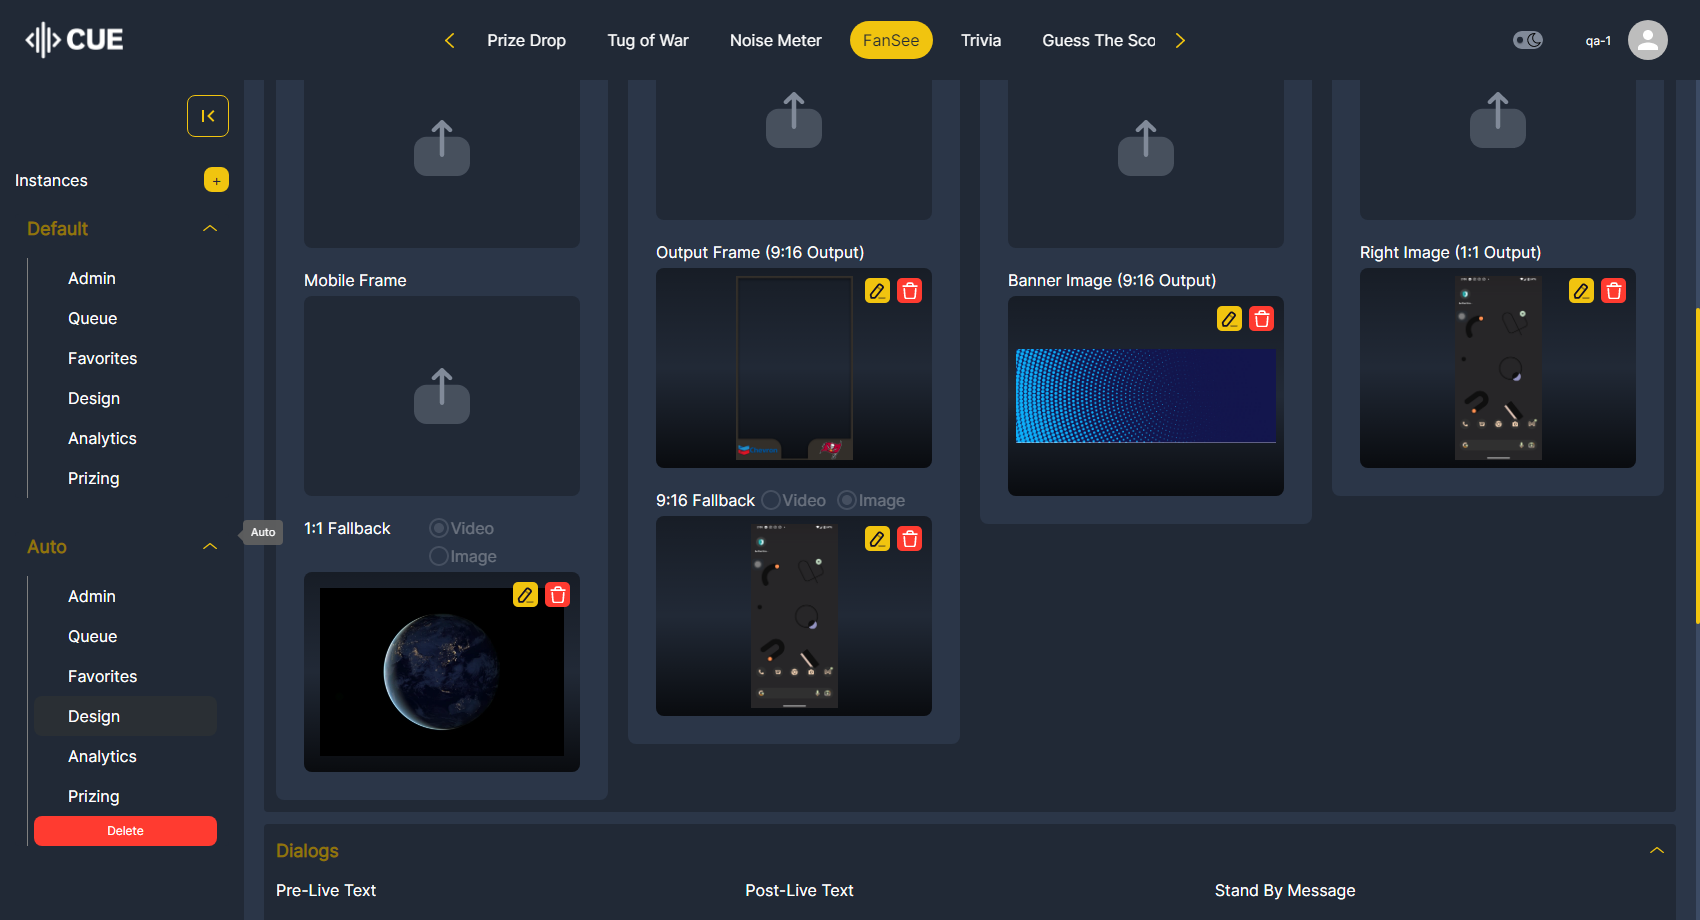 CUE
Prize Drop
Tug of War
Noise Meter
FanSee
Trivia
Guess The Sco
qa-1
Instances
+
Default
Admin
Queue
Favorites
Design
Analytics
Prizing
Auto
Auto
Admin
Queue
Favorites
Design
Analytics
Prizing
Delete
Mobile Frame
1:1 Fallback
Video
Image
Output Frame (9:16 Output)
9:16 Fallback
Video
Image
Banner Image (9:16 Output)
Right Image (1:1 Output)
Dialogs
Pre-Live Text
Post-Live Text
Stand By Message